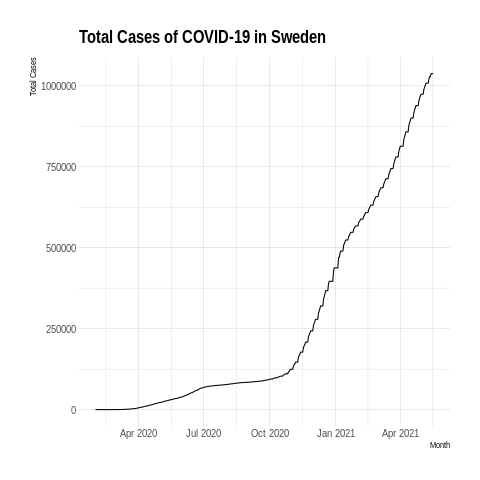 Total Cases of COVID-19 in Sweden
Total Cases
1000000
750000
500000
250000
0
Apr 2020 Jul 2020 Oct 2020 Jan 2021 Apr 2021
Month